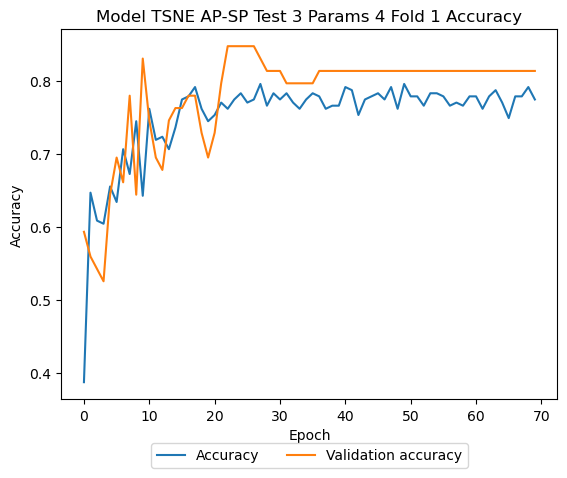 Model TSNE AP-SP Test 3 Params 4 Fold 1 Accuracy
0.8
0.7
0.6
0.5
0.4
Accuracy
0 10 20 30 40 50 60 70
Epoch
Accuracy Validation accuracy